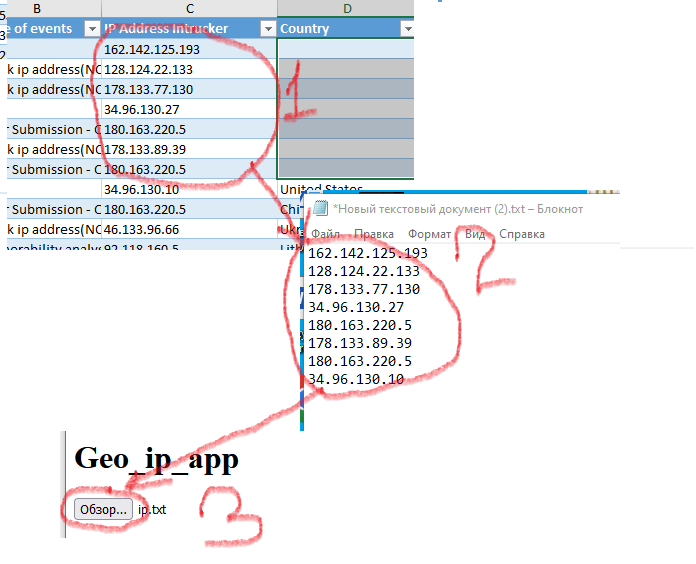 B C D
e of events IP Address Intrucker Country
162.142.125.193
k ip address(NC 128.124.22.133
k ip address(NC 178.133.77.130
34.96.130.27
r Submission - C 180.163.220.5
k ip address(NC 178.133.89.39
r Submission - C 180.163.220.5
34.96.130.10 United States
r Submission - C 180.163.220.5 Chi
k ip address(NC 46.133.96.66 Ukr
erability analy 92.118.160.5 Lith
1
*Новый текстовый документ (2).txt – Блокнот
Файл Правка Формат Вид Справка
162.142.125.193
128.124.22.133
178.133.77.130
34.96.130.27
180.163.220.5
178.133.89.39
180.163.220.5
34.96.130.10
2
Geo_ip_app
Обзор... ip.txt
3